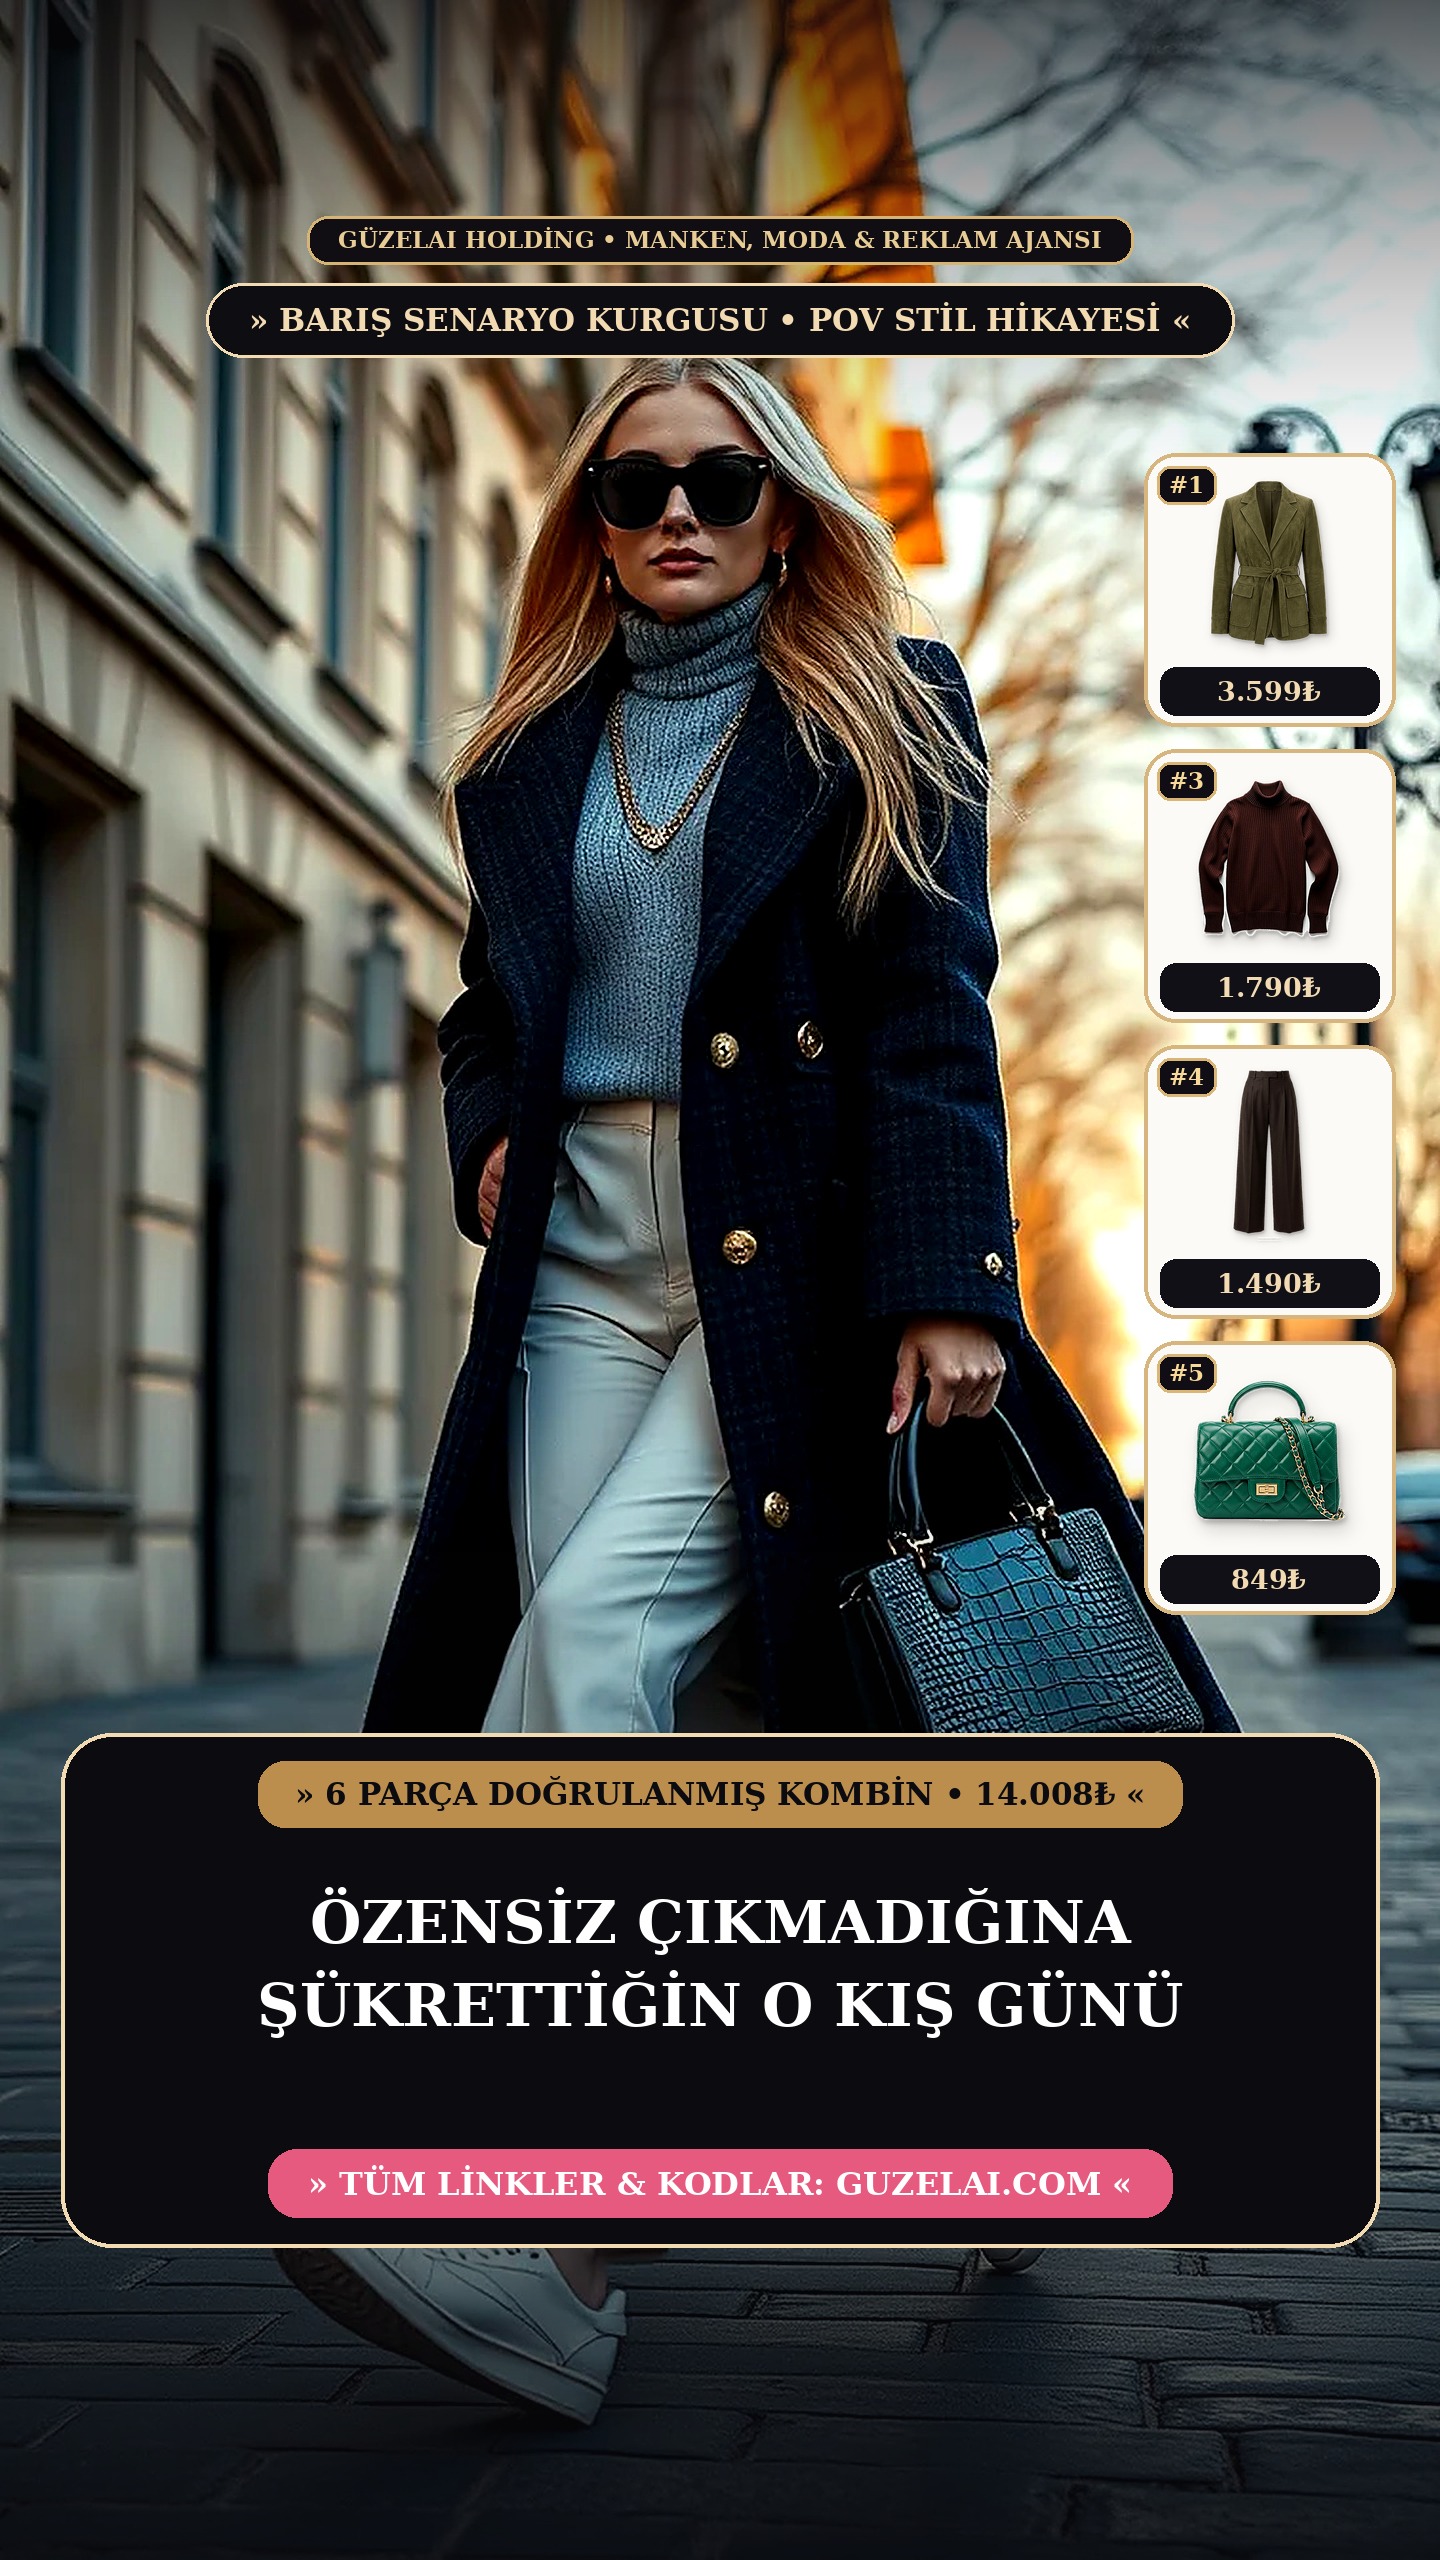 GÜZELAI HOLDİNG • MANKEN, MODA & REKLAM AJANSI
» BARIŞ SENARYO KURGUSU • POV STİL HİKAYESİ «
#1
3.599₺
#3
1.790₺
#4
1.490₺
#5
849₺
» 6 PARÇA DOĞRULANMIŞ KOMBİN • 14.008₺ «
ÖZENSİZ ÇIKMADIĞINA
ŞÜKRETTİĞİN O KIŞ GÜNÜ
» TÜM LİNKLER & KODLAR: GUZELAI.COM «